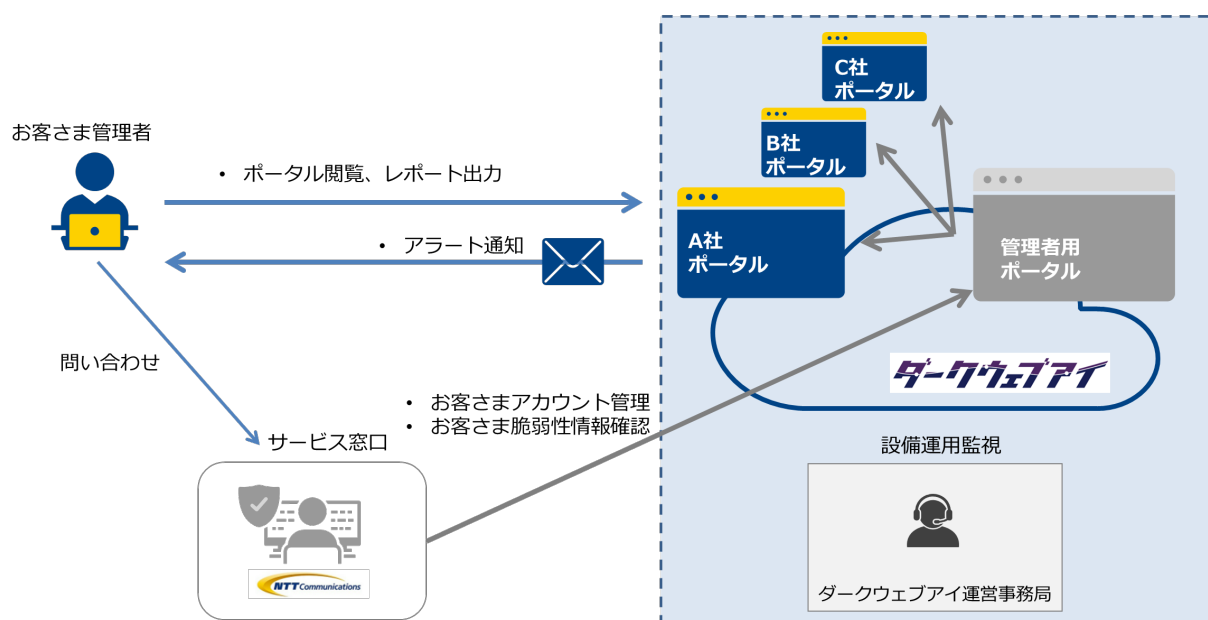 お客さま管理者
• ポータル閲覧、レポート出力
• アラート通知
問い合わせ
サービス窓口
NTT Communications
• お客さまアカウント管理
• お客さま脆弱性情報確認
C社
ポータル
B社
ポータル
A社
ポータル
管理者用
ポータル
ダークウェブアイ
設備運用監視
ダークウェブアイ運営事務局